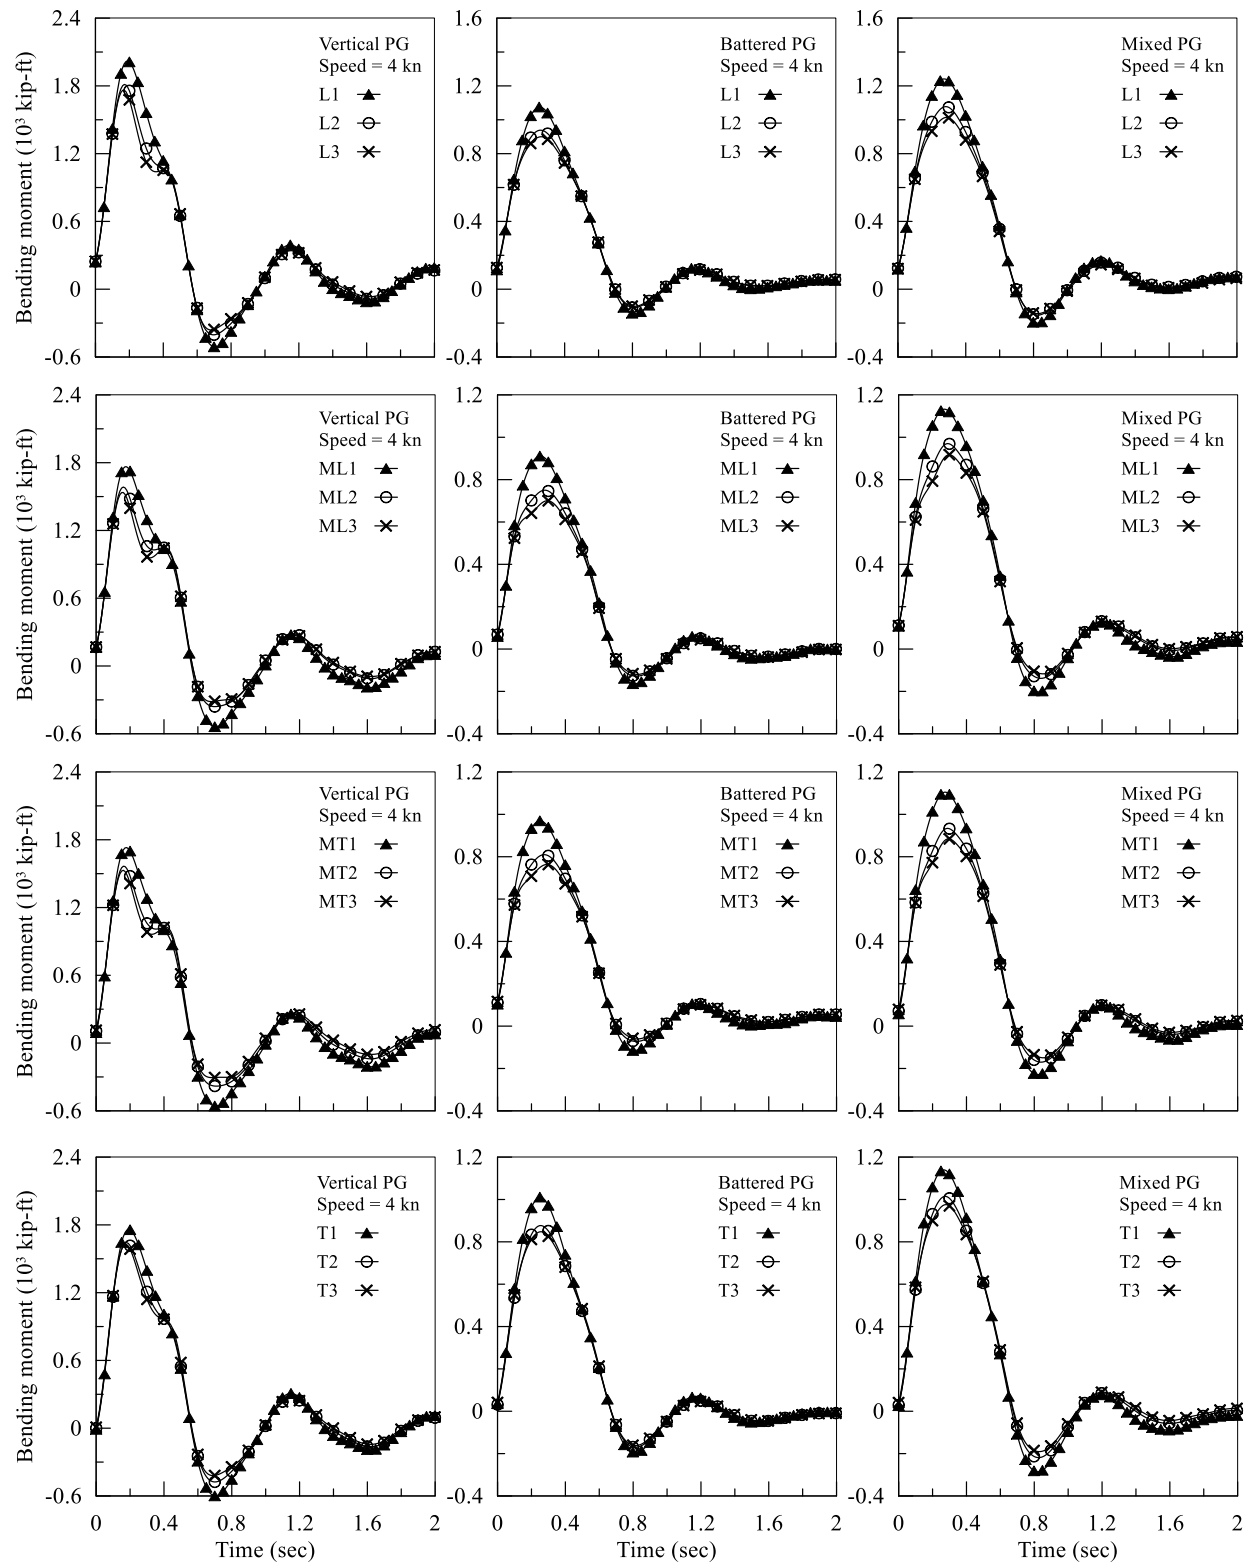 Bending moment (10³ kip-ft)
2.4
1.8
1.2
0.6
0
-0.6
Vertical PG
Speed = 4 kn
L1
L2
L3
1.6
1.2
0.8
0.4
0
-0.4
Battered PG
Speed = 4 kn
L1
L2
L3
1.6
1.2
0.8
0.4
0
-0.4
Mixed PG
Speed = 4 kn
L1
L2
L3
Bending moment (10³ kip-ft)
2.4
1.8
1.2
0.6
0
-0.6
Vertical PG
Speed = 4 kn
ML1
ML2
ML3
1.2
0.8
0.4
0
-0.4
Battered PG
Speed = 4 kn
ML1
ML2
ML3
1.2
0.8
0.4
0
-0.4
Mixed PG
Speed = 4 kn
ML1
ML2
ML3
Bending moment (10³ kip-ft)
2.4
1.8
1.2
0.6
0
-0.6
Vertical PG
Speed = 4 kn
MT1
MT2
MT3
1.2
0.8
0.4
0
-0.4
Battered PG
Speed = 4 kn
MT1
MT2
MT3
1.2
0.8
0.4
0
-0.4
Mixed PG
Speed = 4 kn
MT1
MT2
MT3
Bending moment (10³ kip-ft)
2.4
1.8
1.2
0.6
0
-0.6
Vertical PG
Speed = 4 kn
T1
T2
T3
0 0.4 0.8 1.2 1.6 2
Time (sec)
1.2
0.8
0.4
0
-0.4
Battered PG
Speed = 4 kn
T1
T2
T3
0 0.4 0.8 1.2 1.6 2
Time (sec)
1.2
0.8
0.4
0
-0.4
Mixed PG
Speed = 4 kn
T1
T2
T3
0 0.4 0.8 1.2 1.6 2
Time (sec)